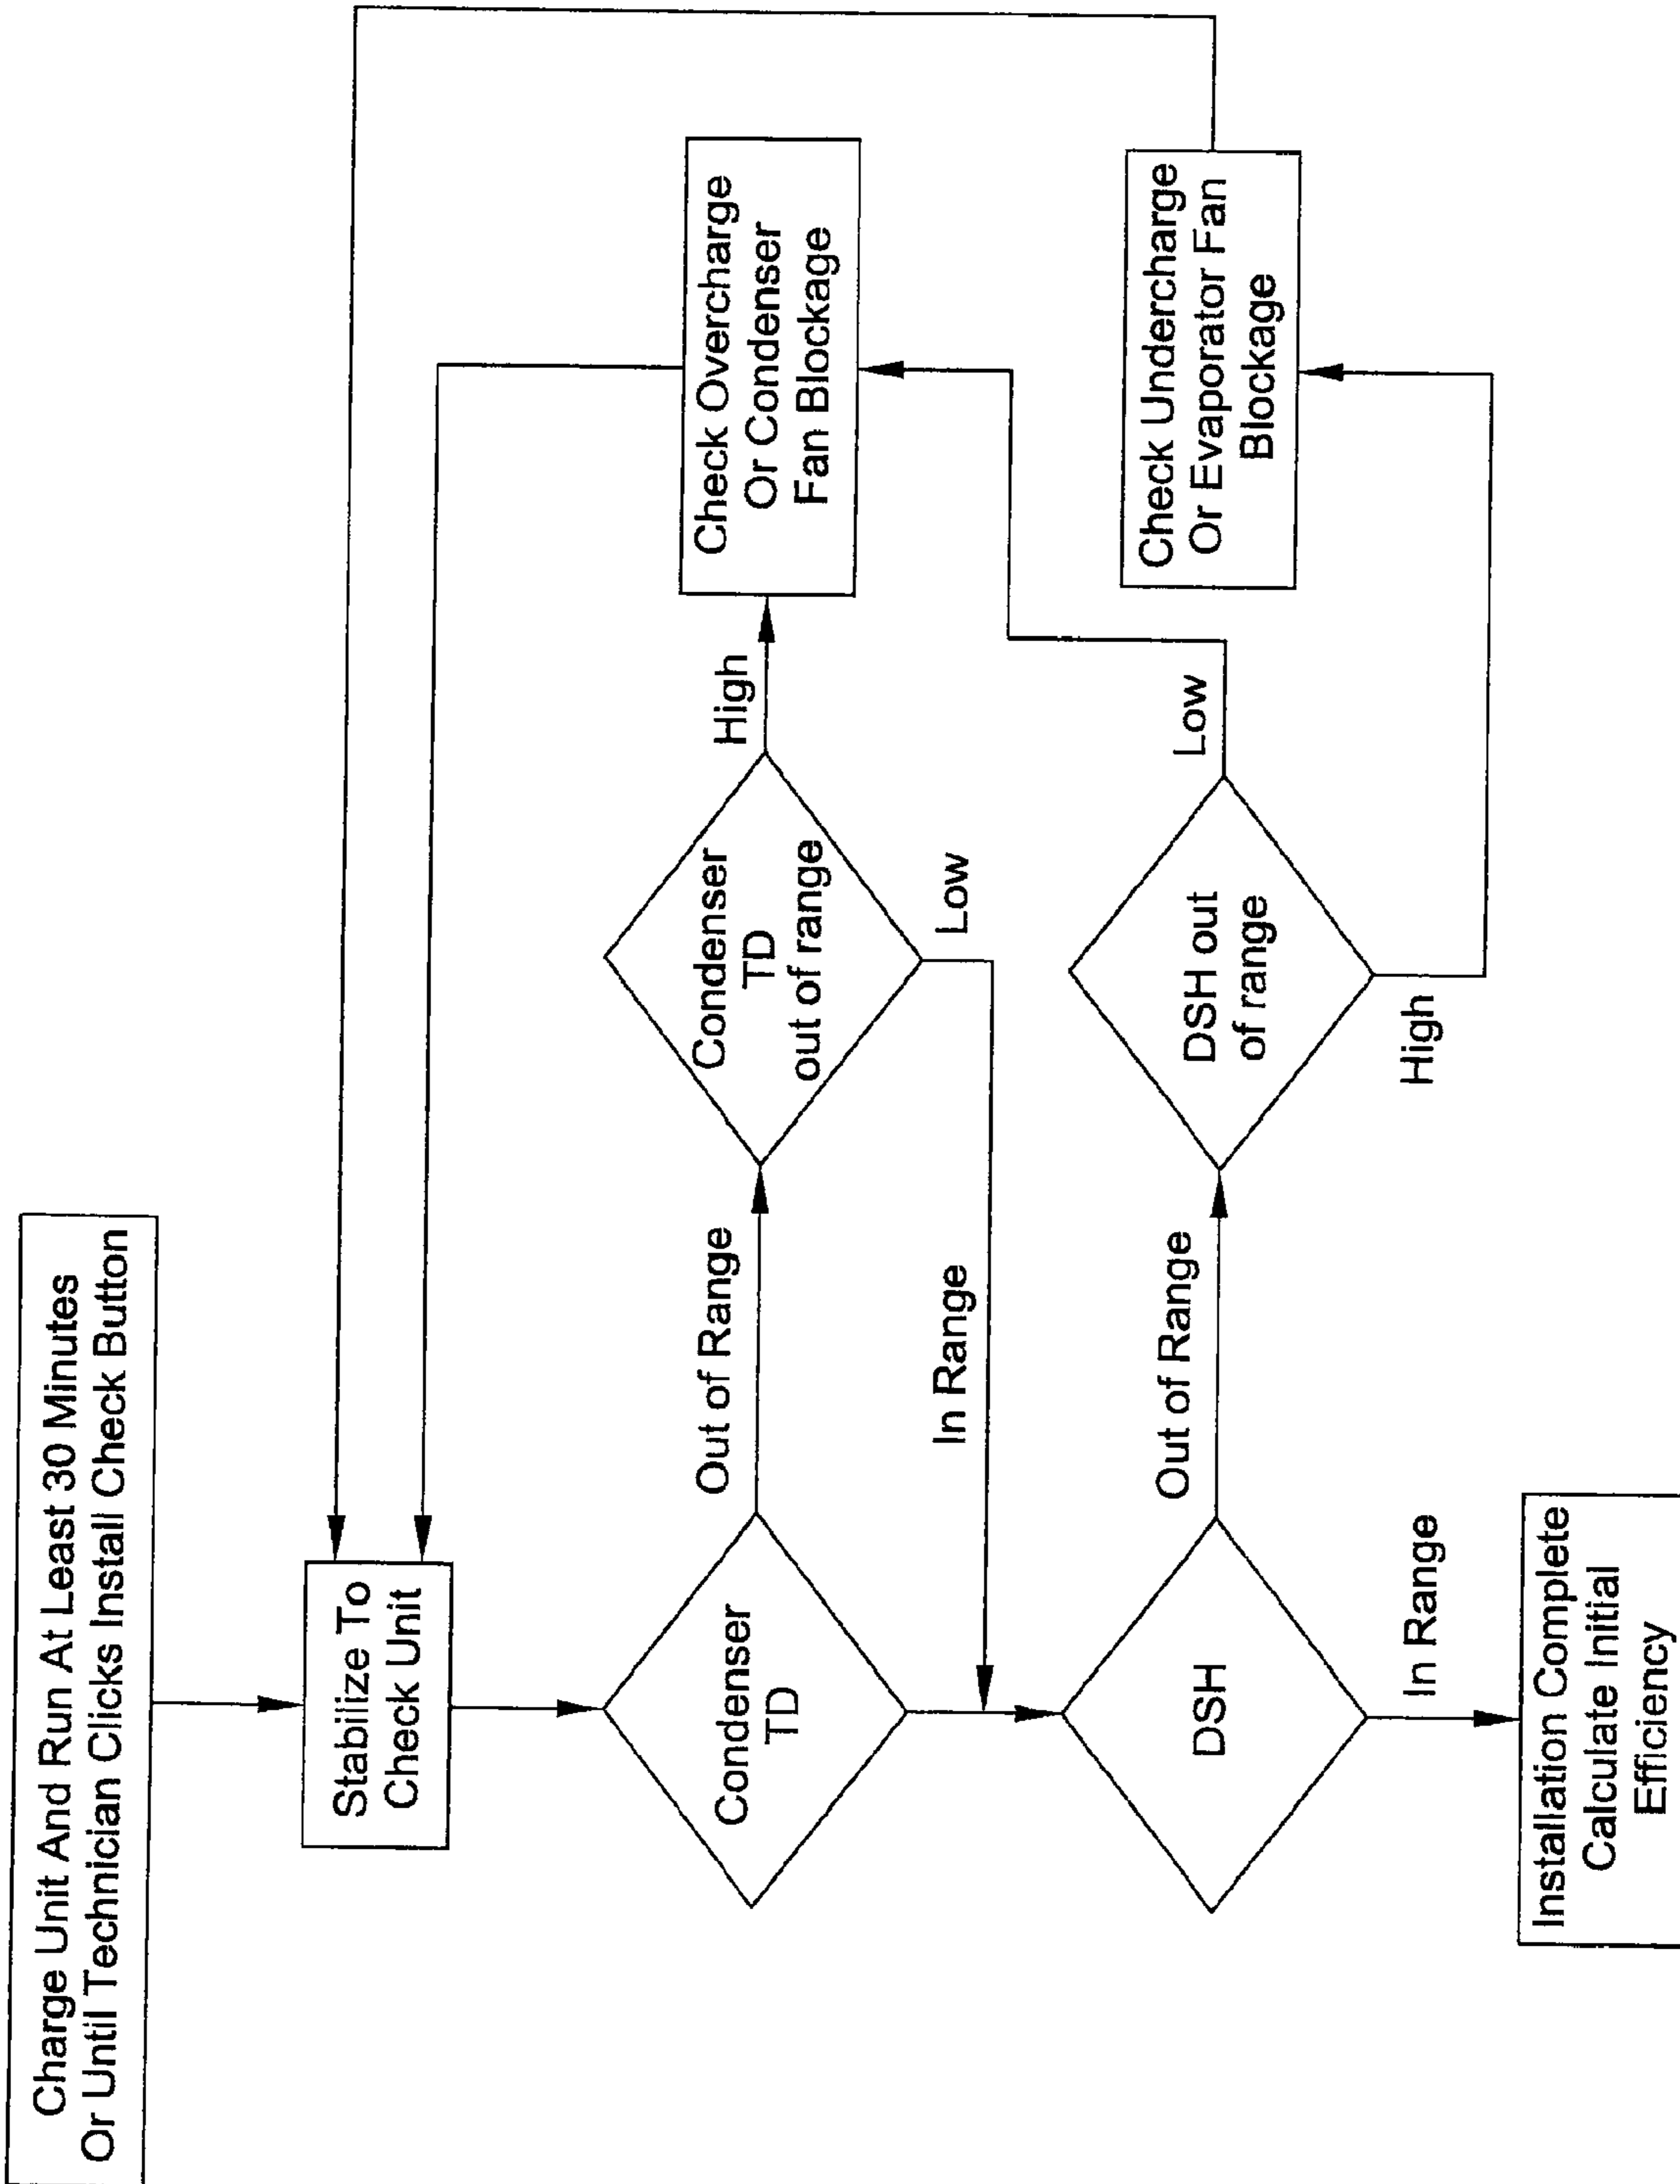 Charge Unit And Run At Least 30 Minutes
Or Until Technician Clicks Install Check Button
Stabilize To
Check Unit
Condenser
TD
Out of Range
Condenser
TD
out of range
High
Check Overcharge
Or Condenser
Fan Blockage
Low
In Range
DSH
Out of Range
DSH out
of range
Low
High
Check Undercharge
Or Evaporator Fan
Blockage
In Range
Installation Complete
Calculate Initial
Efficiency